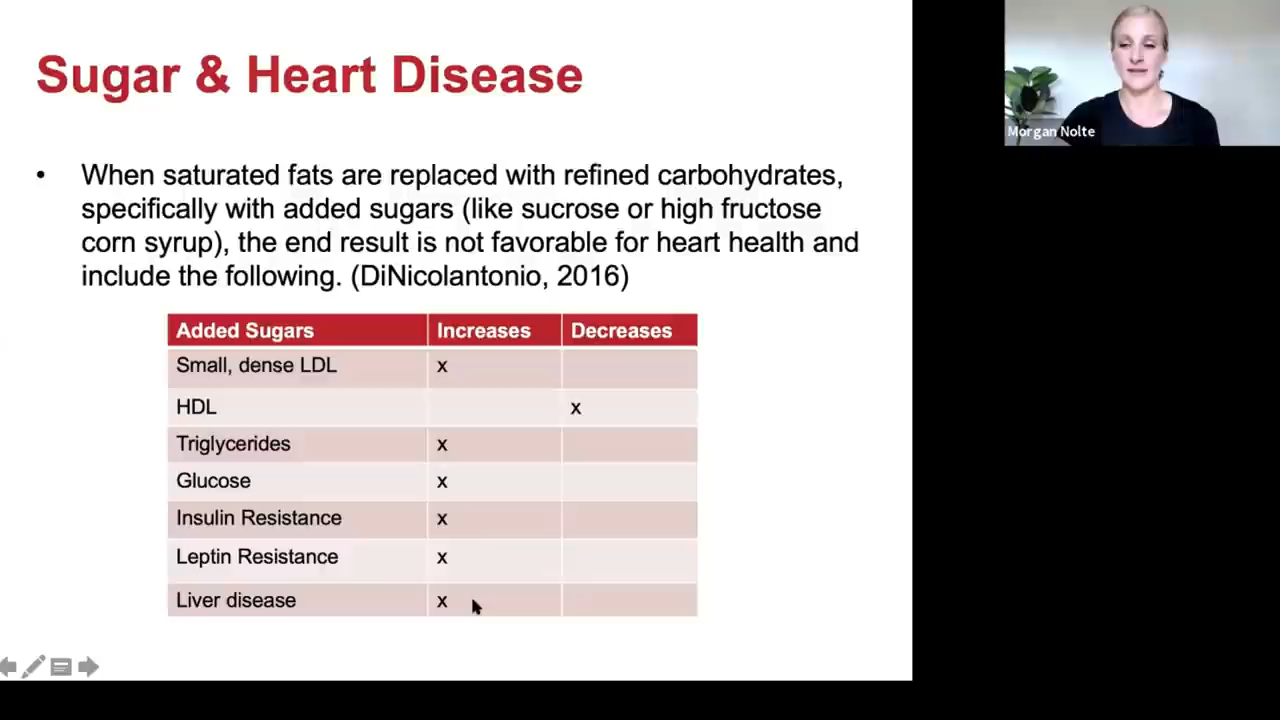 Sugar & Heart Disease
Morgan Nolte
• When saturated fats are replaced with refined carbohydrates,
specifically with added sugars (like sucrose or high fructose
corn syrup), the end result is not favorable for heart health and
include the following. (DiNicolantonio, 2016)
Added Sugars Increases Decreases
Small, dense LDL x
HDL x
Triglycerides x
Glucose x
Insulin Resistance x
Leptin Resistance x
Liver disease x